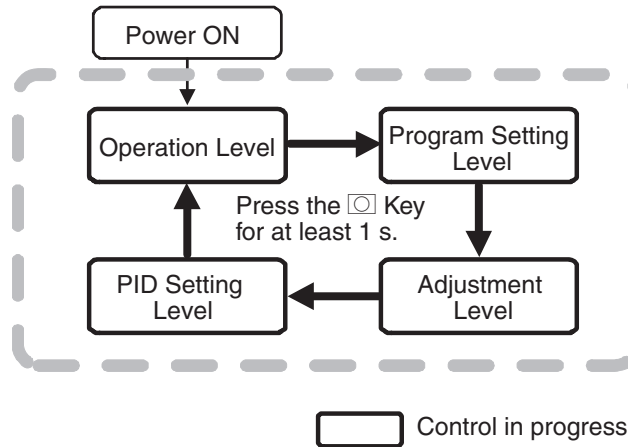 Power ON
Operation Level
Program Setting
Level
Press the Key
for at least 1 s.
PID Setting
Level
Adjustment
Level
Control in progress